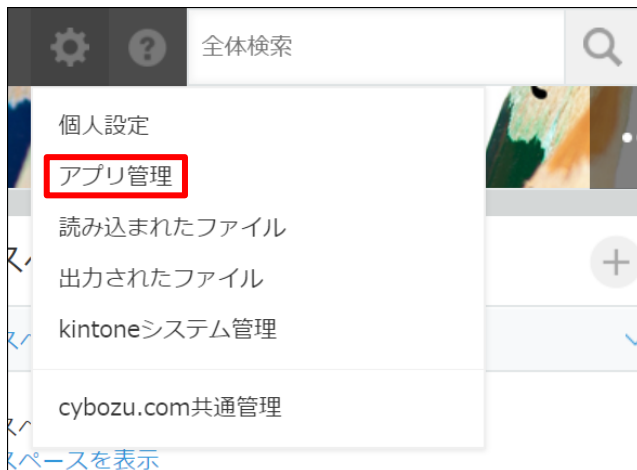 全体検索
個人設定
アプリ管理
読み込まれたファイル
出力されたファイル
kintoneシステム管理
cybozu.com共通管理
スペースを表示